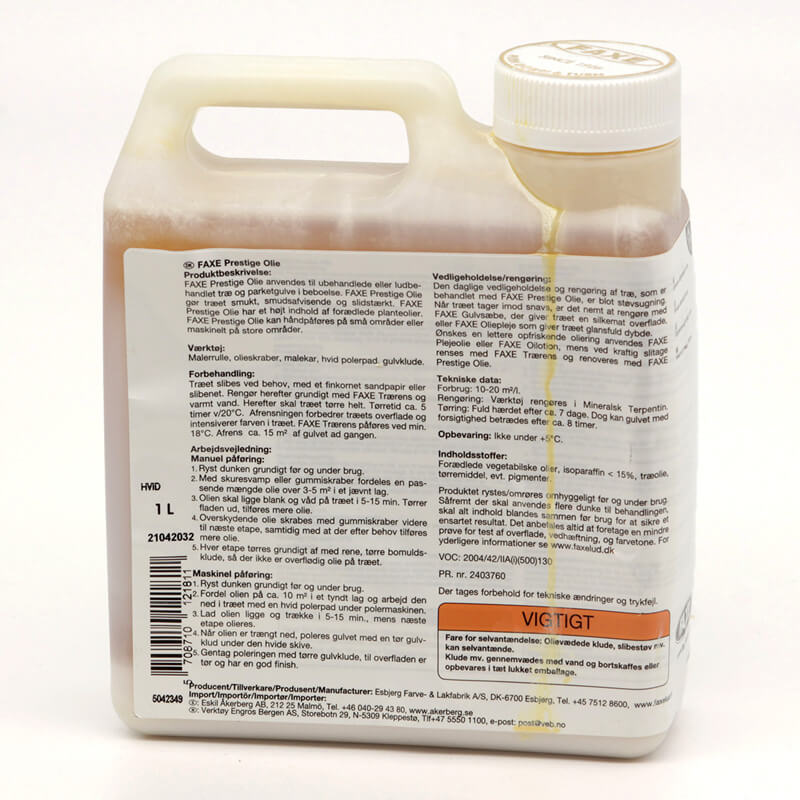 FAXE
SINCE 1926
DK FAXE Prestige Olie
Produktbeskrivelse:
FAXE Prestige Olie anvendes til ubehandlede eller ludbe-
handlet træ og parketgulve i beboelse. FAXE Prestige Olie
gør træet smukt, smudsafvisende og slidstærkt. FAXE
Prestige Olie har et højt indhold af forædlede planteolier.
FAXE Prestige Olie kan håndpåføres på små områder eller
maskinelt på store områder.
Værktøj:
Malerrulle, olieskraber, malekar, hvid polerpad, gulvklude.
Forbehandling:
Træet slibes ved behov, med et finkornet sandpapir eller
slibenet. Rengør herefter grundigt med FAXE Trærens og
varmt vand. Herefter skal træet tørre helt. Tørretid ca. 5
timer v/20°C. Afrensningen forbedrer træets overflade og
intensiverer farven i træet. FAXE Trærens påføres ved min.
18°C. Afrens ca. 15 m² af gulvet ad gangen.
Arbejdsvejledning:
Manuel påføring:
1. Ryst dunken grundigt før og under brug.
2. Med skuresvamp eller gummiskraber fordeles en pas-
sende mængde olie over 3-5 m² i et jævnt lag.
3. Olien skal ligge blank og våd på træet i 5-15 min. Tørrer
fladen ud, tilføres mere olie.
4. Overskydende olie skrabes med gummiskraber videre
til næste etape, samtidig med at der efter behov tilføres
mere olie.
5. Hver etape tørres grundigt af med rene, tørre bomulds-
klude, så der ikke er overflødig olie på træet.
Maskinel påføring:
1. Ryst dunken grundigt før og under brug.
2. Fordel olien på ca. 10 m² i et tyndt lag og arbejd den
ned i træet med en hvid polerpad under polermaskinen.
3. Lad olien ligge og trække i 5-15 min., mens næste
etape olieres.
4. Når olien er trængt ned, poleres gulvet med en tør gulv-
klud under den hvide skive.
5. Gentag poleringen med tørre gulvklude, til overfladen er
tør og har en god finish.
HVID
1 L
21042032
5 708710 121811
5042349
Vedligeholdelse/rengøring:
Den daglige vedligeholdelse og rengøring af træ, som er
behandlet med FAXE Prestige Olie, er blot støvsugning.
Når træet tager imod snavs, er det nemt at rengøre med
FAXE Gulvsæbe, der giver træet en silkemat overflade,
eller FAXE Oliepleje som giver træet glansfuld dybde.
Ønskes en lettere opfriskende oliering anvendes FAXE
Plejeolie eller FAXE Oilotion, mens ved kraftig slitage
renses med FAXE Trærens og renoveres med FAXE
Prestige Olie.
Tekniske data:
Forbrug: 10-20 m²/l.
Rengøring: Værktøj rengøres i Mineralsk Terpentin.
Tørring: Fuld hærdet efter ca. 7 dage. Dog kan gulvet med
forsigtighed betrædes efter ca. 8 timer.
Opbevaring: Ikke under +5°C.
Indholdsstoffer:
Forædlede vegetabilske olier, isoparaffin < 15%, træolie,
tørremiddel, evt. pigmenter.
Produktet rystes/omrøres omhyggeligt før og under brug.
Såfremt der skal anvendes flere dunke til behandlingen,
skal alt indhold blandes sammen før brug for at sikre et
ensartet resultat. Det anbefales altid at foretage en mindre
prøve for test af overflade, vedhæftning, og farvetone. For
yderligere informationer se www.faxelud.dk
VOC: 2004/42/IIA(i)(500)130
PR. nr. 2403760
Der tages forbehold for tekniske ændringer og trykfejl.
VIGTIGT
Fare for selvantændelse: Olievædede klude, slibestøv mv.
kan selvantænde.
Klude mv. gennemvædes med vand og bortskaffes eller
opbevares i tæt lukket emballage.
Producent/Tillverkare/Produsent/Manufacturer: Esbjerg Farve- & Lakfabrik A/S, DK-6700 Esbjerg, Tel. +45 7512 8600,
Import/Importör/Importør/Importer:
S: Eskil Åkerberg AB, 212 25 Malmö, Tel. +46 040-29 43 80, www.akerberg.se
N: Verktøy Engros Bergen AS, Storebotn 29, N-5309 Kleppestø, Tlf+47 5550 1100, e-post: post@veb.no